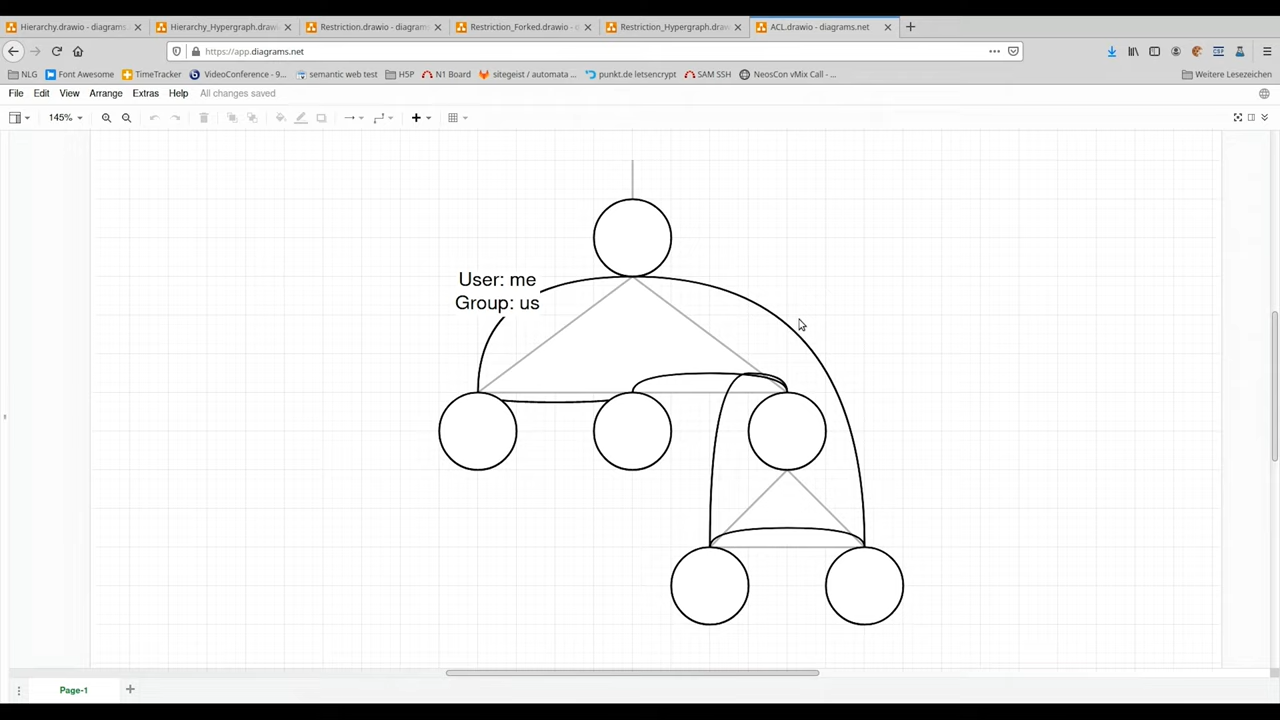 Hierarchy.drawio - diagrams
Hierarchy_Hypergraph.drawi
Restriction.drawio - diagrams
Restriction_Forked.drawio - d
Restriction_Hypergraph.draw
ACL.drawio - diagrams.net
https://app.diagrams.net
NLG Font Awesome TimeTracker VideoConference - 9... semantic web test H5P N1 Board sitegeist / automata ... punkt.de letsencrypt SAM SSH NeosCon vMix Call - ... Weitere Lesezeichen
File Edit View Arrange Extras Help All changes saved
145%
User: me
Group: us
Page-1